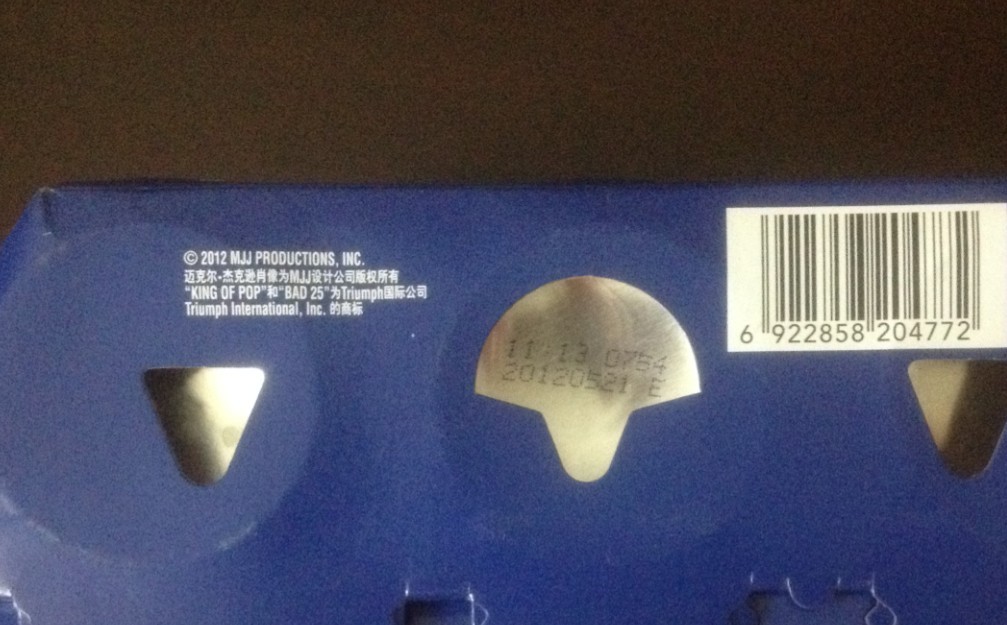 © 2012 MJJ PRODUCTIONS, INC.
迈克尔·杰克逊肖像为MJJ设计公司版权所有
“KING OF POP”和“BAD 25”为Triumph国际公司
Triumph International, Inc. 的商标
11:13 0754
20120521 E
6 922858 204772